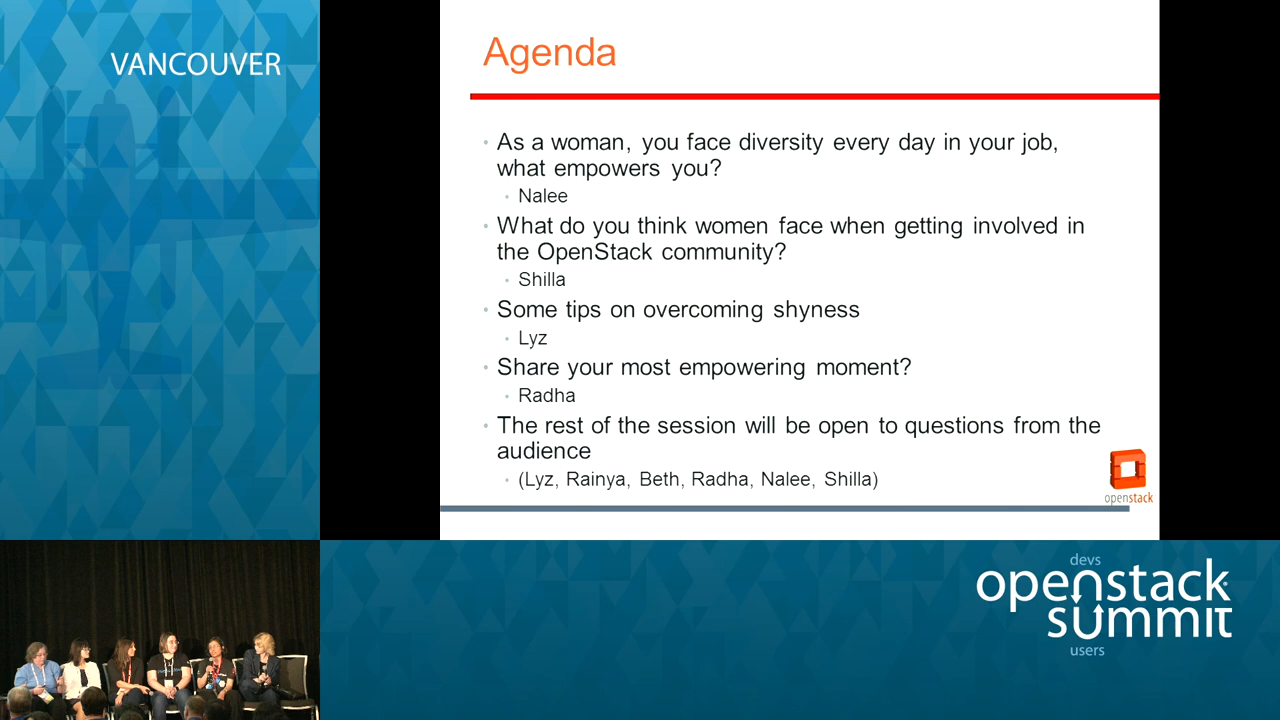 VANCOUVER
Agenda
As a woman, you face diversity every day in your job,
what empowers you?
Nalee
What do you think women face when getting involved in
the OpenStack community?
Shilla
Some tips on overcoming shyness
Lyz
Share your most empowering moment?
Radha
The rest of the session will be open to questions from the
audience
(Lyz, Rainya, Beth, Radha, Nalee, Shilla)
openstack
devs
openstack
summit
users